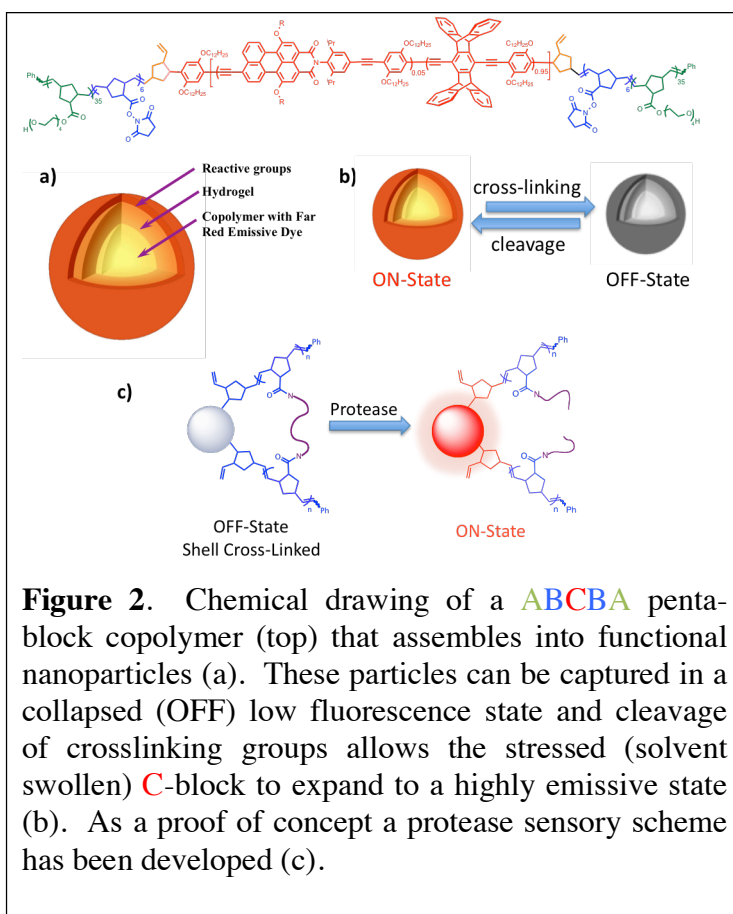 R
OC12H25 O O iPr OC12H25 C12H25O C12H25O
Ph N Ph
OC12H25 O O iPr OC12H25 0.05 OC12H25 0.95 OC12H25
35 6 R 6 35
H O 4 O O O O N O O O O N O O O O 4 H
a) Reactive groups
Hydrogel
Copolymer with Far
Red Emissive Dye
b) cross-linking
cleavage
ON-State OFF-State
c)
n Ph n Ph
O N O N
Protease
O N O N
n Ph n Ph
OFF-State
Shell Cross-Linked
ON-State
Figure 2. Chemical drawing of a ABCBA penta-
block copolymer (top) that assembles into functional
nanoparticles (a). These particles can be captured in a
collapsed (OFF) low fluorescence state and cleavage
of crosslinking groups allows the stressed (solvent
swollen) C-block to expand to a highly emissive state
(b). As a proof of concept a protease sensory scheme
has been developed (c).